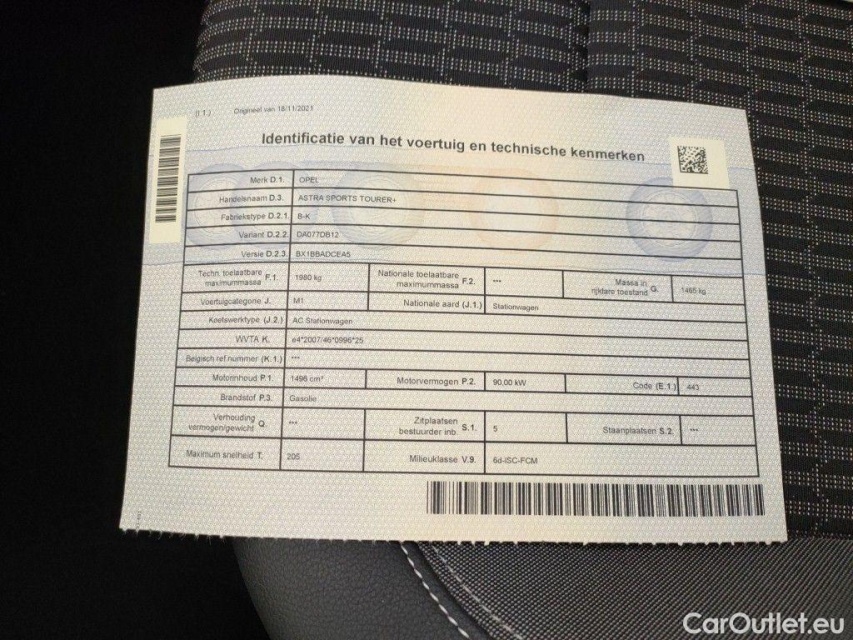 (I.1.) Origineel van 18/11/2021
Identificatie van het voertuig en technische kenmerken
Merk D.1. OPEL
Handelsnaam D.3. ASTRA SPORTS TOURER+
Fabriekstype D.2.1. B-K
Variant D.2.2. DA077DB12
Versie D.2.3. BX1BBADCEA5
Techn. toelaatbare maximummassa F.1. 1980 kg Nationale toelaatbare maximummassa F.2. --- Massa in rijklare toestand G. 1465 kg
Voertuigcategorie J. M1 Nationale aard (J.1.) Stationwagen
Koetswerktype (J.2.) AC Stationwagen
WVTA K. e4*2007/46*0996*25
Belgisch ref nummer (K.1.) ---
Motorinhoud P.1. 1496 cm³ Motorvermogen P.2. 90,00 kW Code (E.1.) 443
Brandstof P.3. Gasolie
Verhouding vermogen/gewicht Q. --- Zitplaatsen bestuurder inb. S.1. 5 Staanplaatsen S.2. ---
Maximum snelheid T. 205 Milieuklasse V.9. 6d-ISC-FCM
CarOutlet.eu